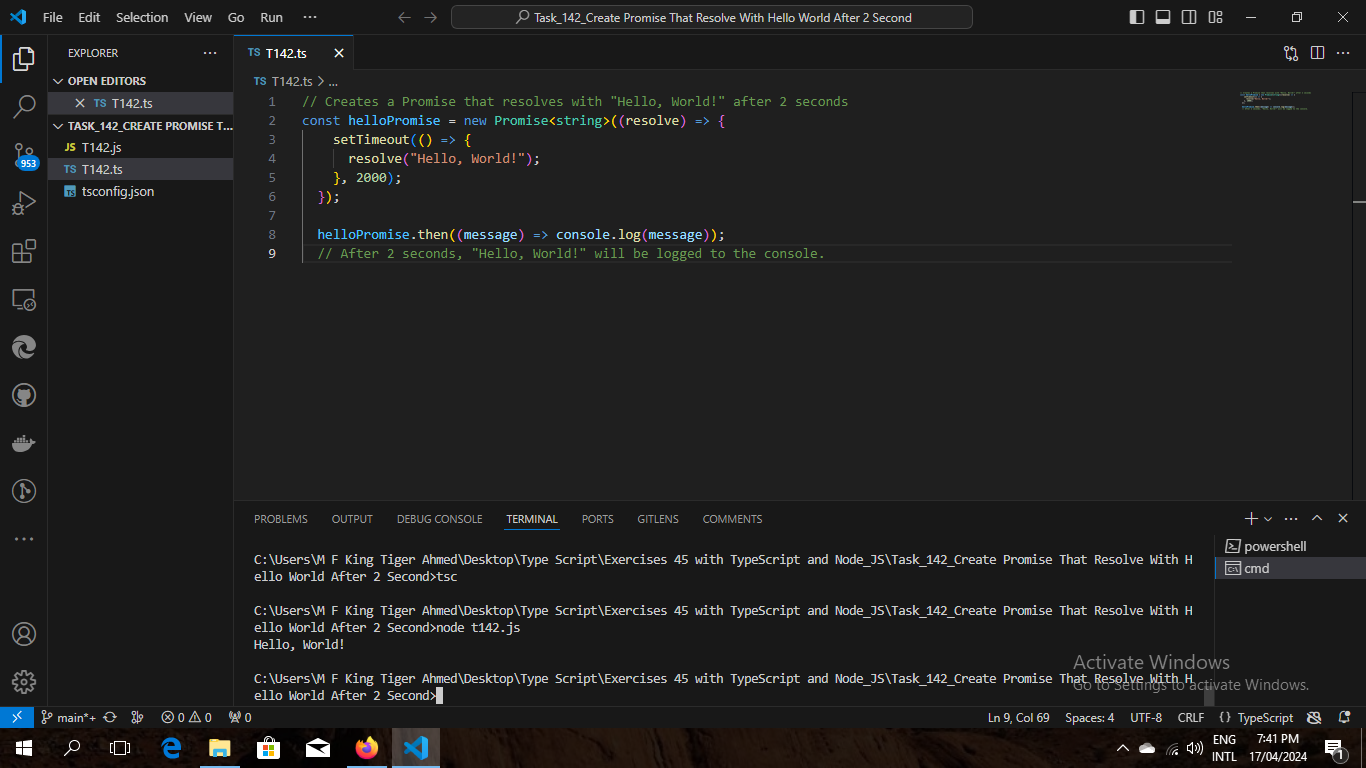 File Edit Selection View Go Run ··· Task_142_Create Promise That Resolve With Hello World After 2 Second
EXPLORER ···
OPEN EDITORS
TS T142.ts
TASK_142_CREATE PROMISE T...
JS T142.js
TS T142.ts
TS tsconfig.json
953
TS T142.ts
TS T142.ts > ...
1 // Creates a Promise that resolves with "Hello, World!" after 2 seconds
2 const helloPromise = new Promise<string>((resolve) => {
3 setTimeout(() => {
4 resolve("Hello, World!");
5 }, 2000);
6 });
7
8 helloPromise.then((message) => console.log(message));
9 // After 2 seconds, "Hello, World!" will be logged to the console.
PROBLEMS OUTPUT DEBUG CONSOLE TERMINAL PORTS GITLENS COMMENTS
C:\Users\M F King Tiger Ahmed\Desktop\Type Script\Exercises 45 with TypeScript and Node_JS\Task_142_Create Promise That Resolve With H
ello World After 2 Second>tsc
C:\Users\M F King Tiger Ahmed\Desktop\Type Script\Exercises 45 with TypeScript and Node_JS\Task_142_Create Promise That Resolve With H
ello World After 2 Second>node t142.js
Hello, World!
C:\Users\M F King Tiger Ahmed\Desktop\Type Script\Exercises 45 with TypeScript and Node_JS\Task_142_Create Promise That Resolve With H
ello World After 2 Second>
powershell
cmd
Activate Windows
Go to Settings to activate Windows.
main*+ 0 0 0 Ln 9, Col 69 Spaces: 4 UTF-8 CRLF {} TypeScript
ENG
INTL
7:41 PM
17/04/2024
1